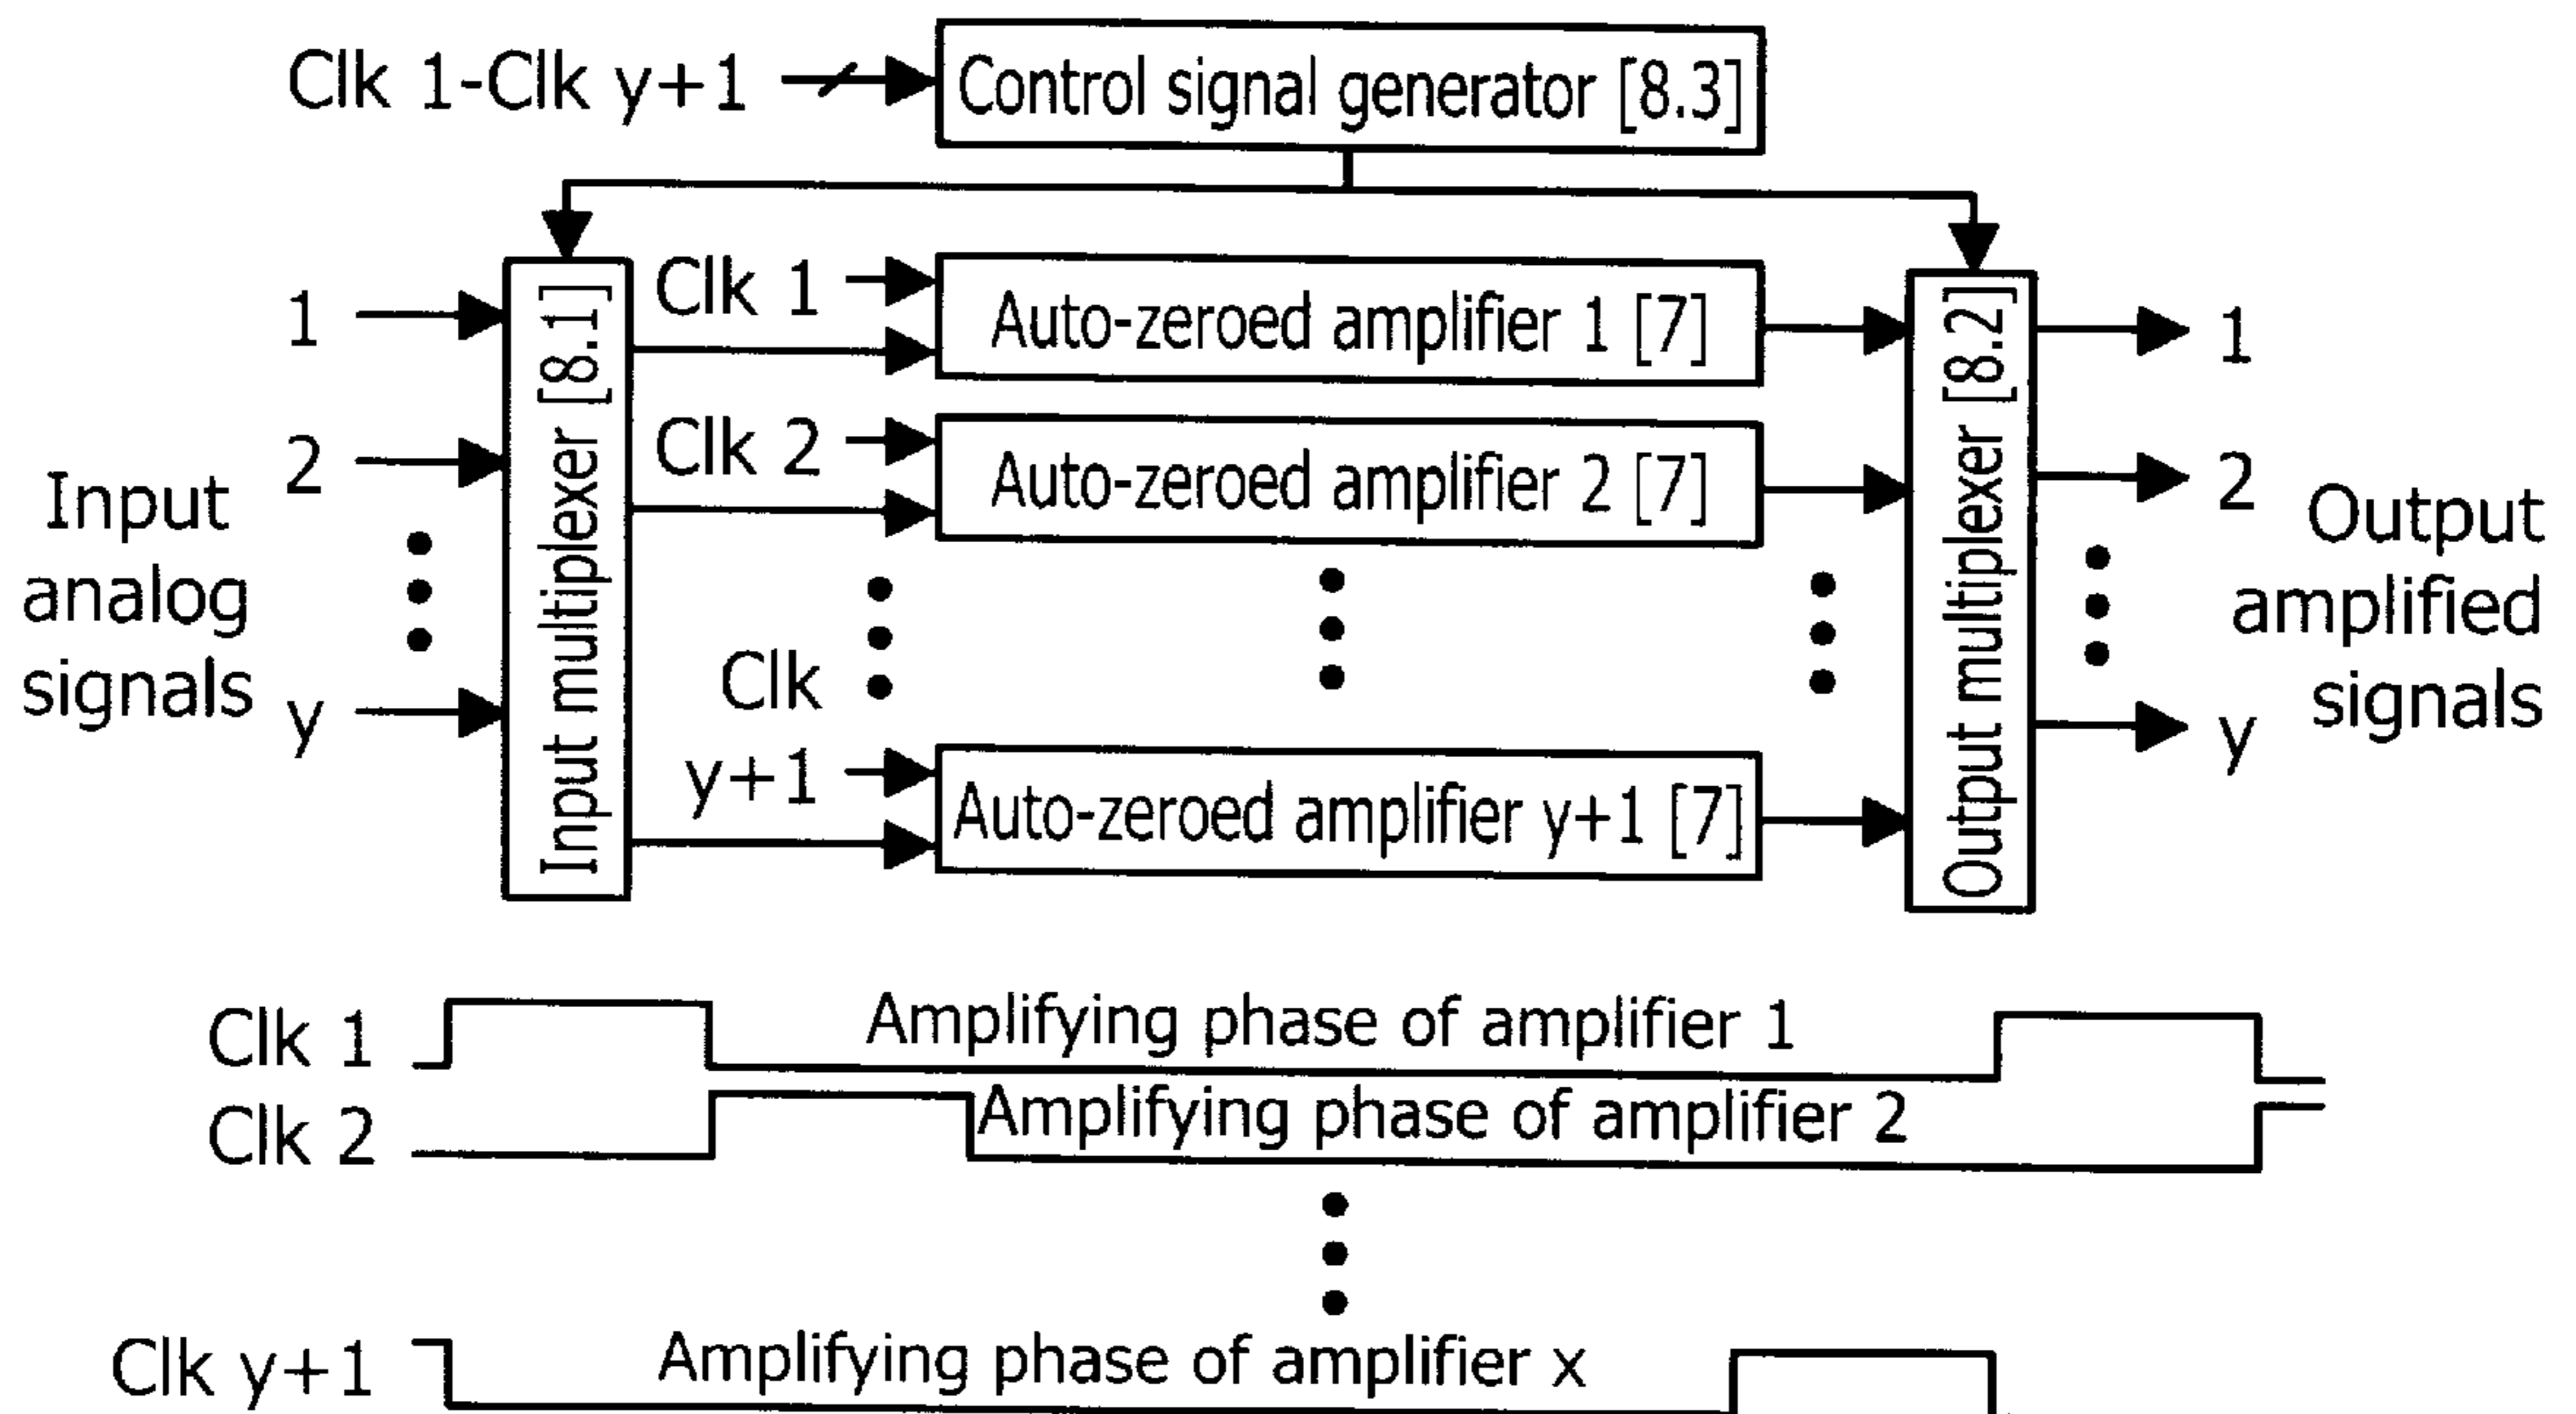 Clk 1-Clk y+1
Control signal generator [8.3]
Input analog signals
1
2
y
Input multiplexer [8.1]
Clk 1
Auto-zeroed amplifier 1 [7]
Clk 2
Auto-zeroed amplifier 2 [7]
Clk y+1
Auto-zeroed amplifier y+1 [7]
Output multiplexer [8.2]
1
2
y
Output amplified signals
Clk 1
Amplifying phase of amplifier 1
Clk 2
Amplifying phase of amplifier 2
Clk y+1
Amplifying phase of amplifier x